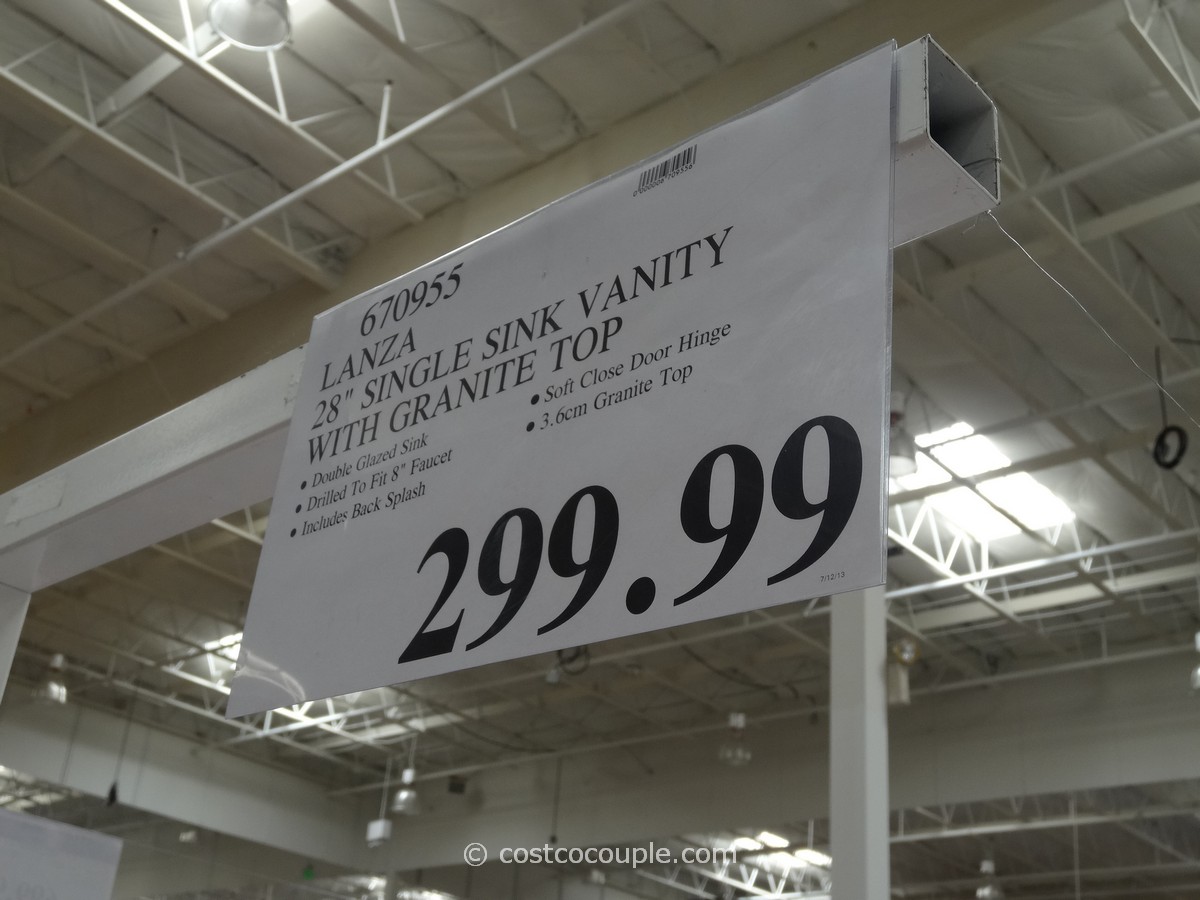 670955
LANZA
28" SINGLE SINK VANITY
WITH GRANITE TOP
• Double Glazed Sink
• Drilled To Fit 8" Faucet
• Includes Back Splash
• Soft Close Door Hinge
• 3.6cm Granite Top
299.99
7/12/13
© costcocouple.com